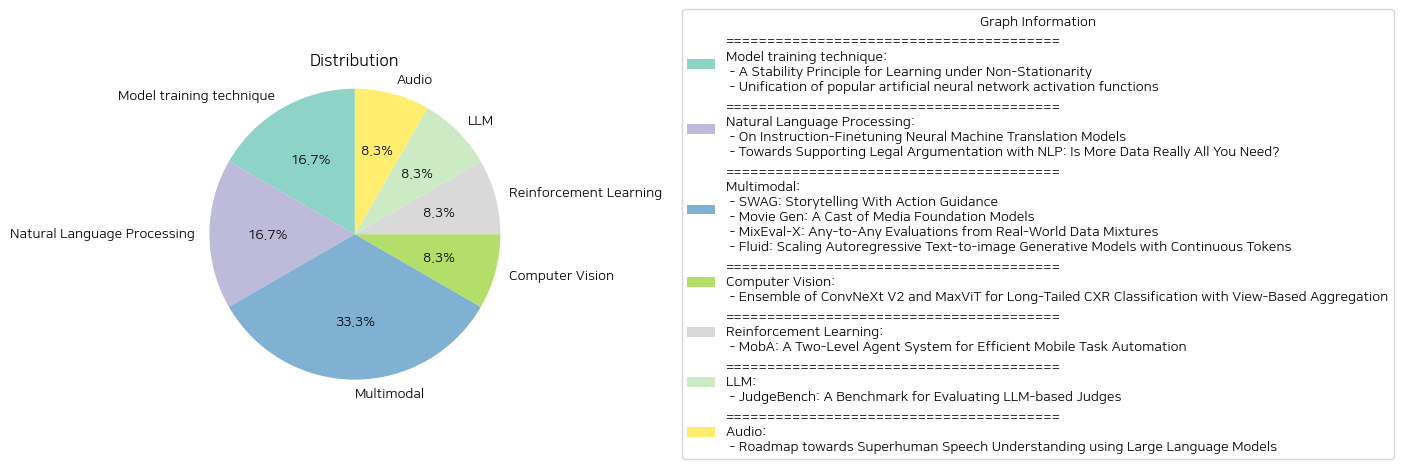 Distribution
Audio
Model training technique
LLM
8.3%
16.7%
8.3%
Reinforcement Learning
8.3%
Natural Language Processing
16.7%
8.3%
Computer Vision
33.3%
Multimodal
Graph Information
========================================
Model training technique:
- A Stability Principle for Learning under Non-Stationarity
- Unification of popular artificial neural network activation functions
========================================
Natural Language Processing:
- On Instruction-Finetuning Neural Machine Translation Models
- Towards Supporting Legal Argumentation with NLP: Is More Data Really All You Need?
========================================
Multimodal:
- SWAG: Storytelling With Action Guidance
- Movie Gen: A Cast of Media Foundation Models
- MixEval-X: Any-to-Any Evaluations from Real-World Data Mixtures
- Fluid: Scaling Autoregressive Text-to-image Generative Models with Continuous Tokens
========================================
Computer Vision:
- Ensemble of ConvNeXt V2 and MaxViT for Long-Tailed CXR Classification with View-Based Aggregation
========================================
Reinforcement Learning:
- MobA: A Two-Level Agent System for Efficient Mobile Task Automation
========================================
LLM:
- JudgeBench: A Benchmark for Evaluating LLM-based Judges
========================================
Audio:
- Roadmap towards Superhuman Speech Understanding using Large Language Models